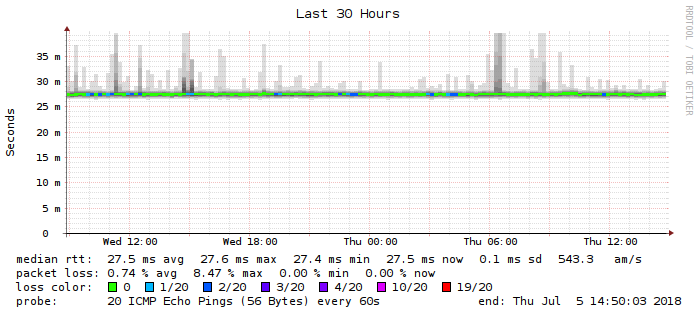 Last 30 Hours
RRDTOOL / TOBI OETIKER
Seconds
35 m
30 m
25 m
20 m
15 m
10 m
5 m
0
Wed 12:00 Wed 18:00 Thu 00:00 Thu 06:00 Thu 12:00
median rtt: 27.5 ms avg 27.6 ms max 27.4 ms min 27.5 ms now 0.1 ms sd 543.3 am/s
packet loss: 0.74 % avg 8.47 % max 0.00 % min 0.00 % now
loss color: 0 1/20 2/20 3/20 4/20 10/20 19/20
probe: 20 ICMP Echo Pings (56 Bytes) every 60s end: Thu Jul 5 14:50:03 2018